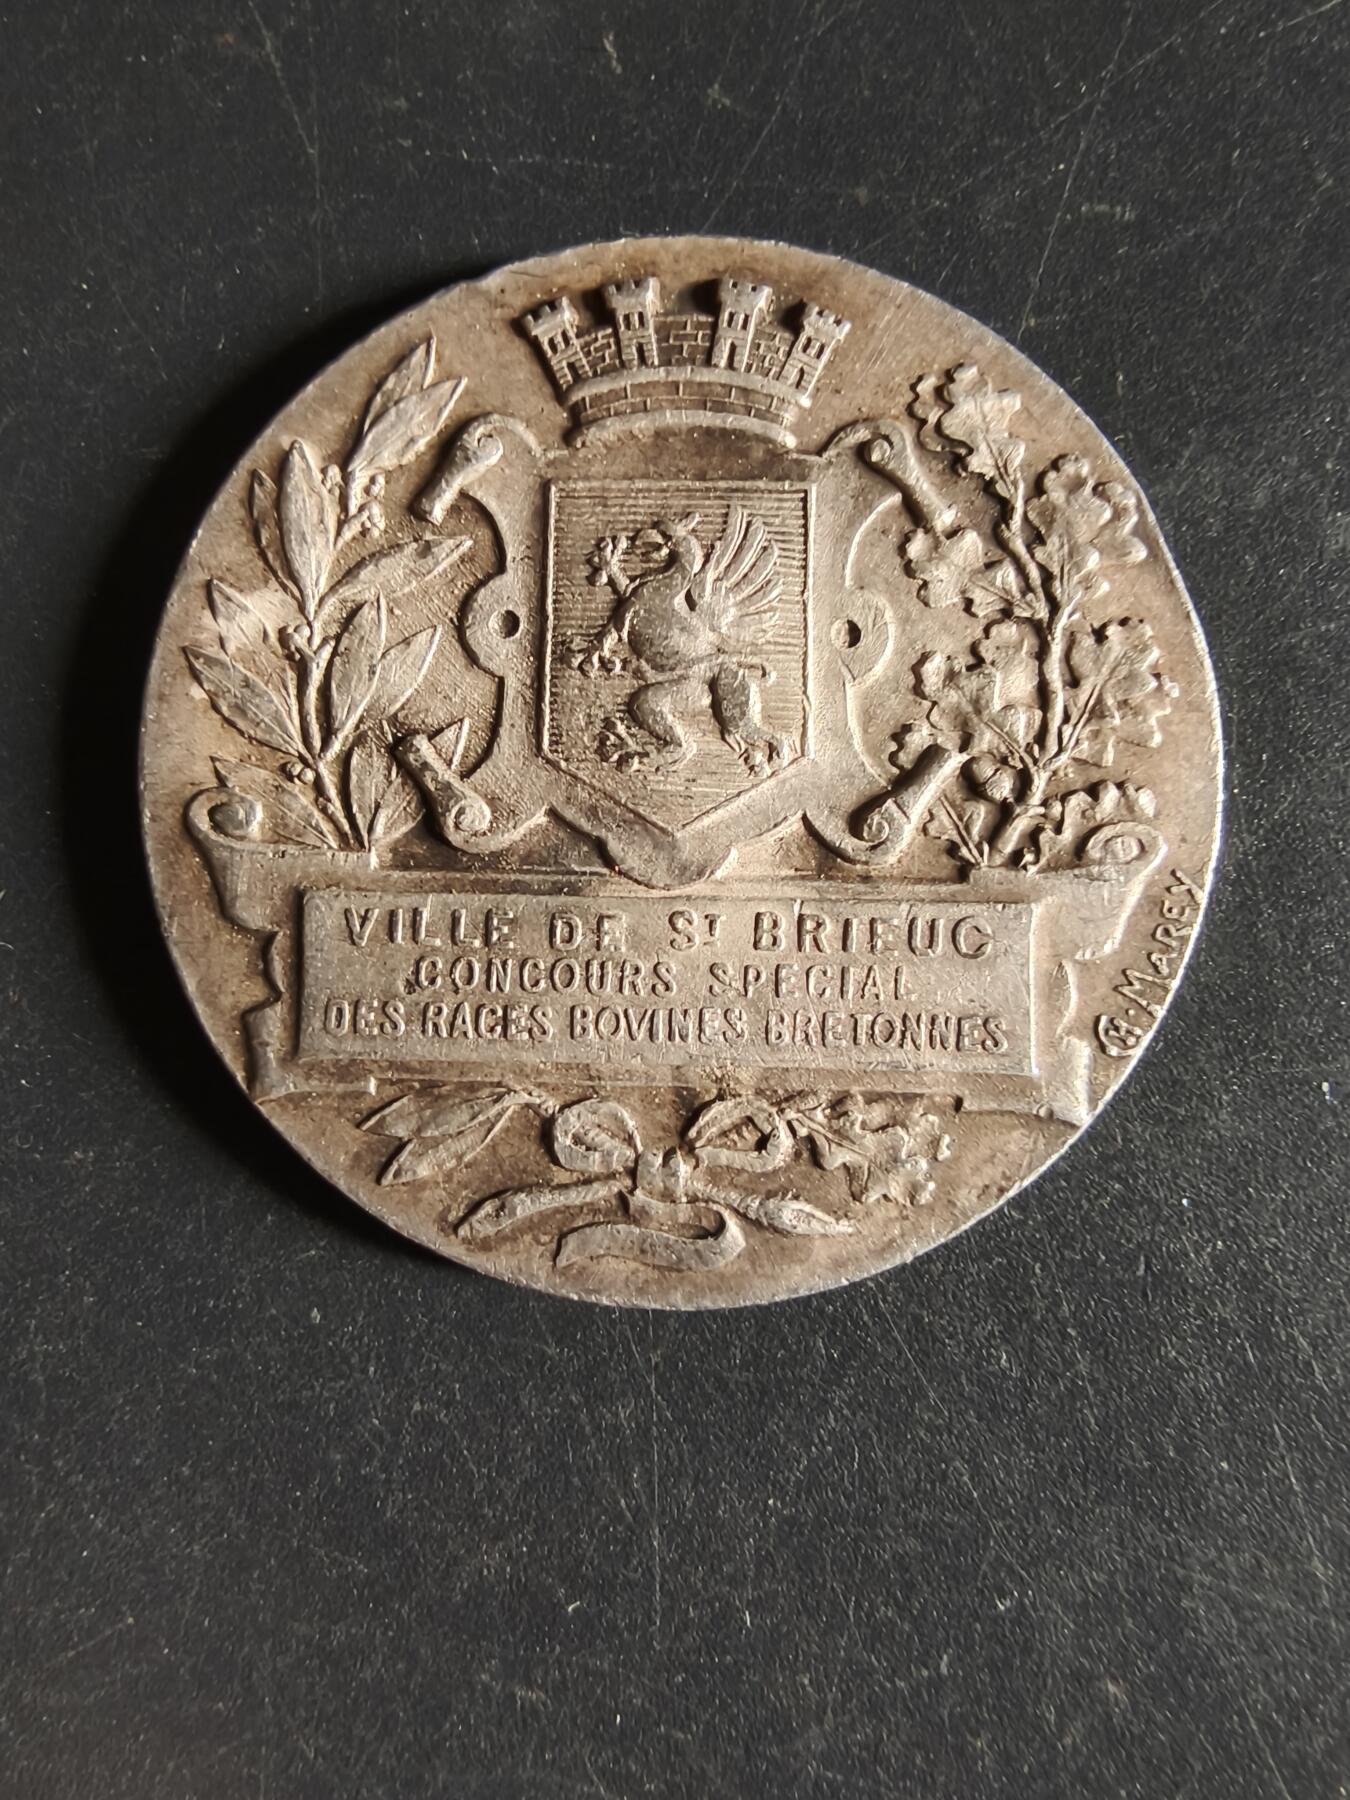 VILLE DE ST BRIEUC
CONCOURS SPECIAL
DES RACES BOVINES BRETONNES
H. MAREY